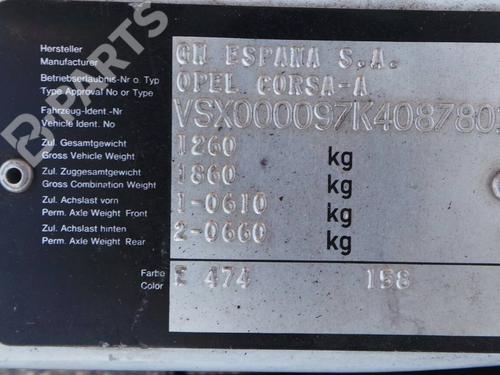 Hersteller
Manufacturer
GM ESPANA S.A.
Betriebserlaubnis-Nr o. Typ
Type Approval No or Type
OPEL CORSA-A
Fahrzeug-Ident.-Nr
Vehicle Ident. No
VSX000097K408780
Zul. Gesamtgewicht
Gross Vehicle Weight
1260 kg
Zul. Zuggesamtgewicht
Gross Combination Weight
1860 kg
Zul. Achslast vorn
Perm. Axle Weight Front
1-0610 kg
Zul. Achslast hinten
Perm. Axle Weight Rear
2-0660 kg
Farbe
Color
E 474 158
B-PARTS